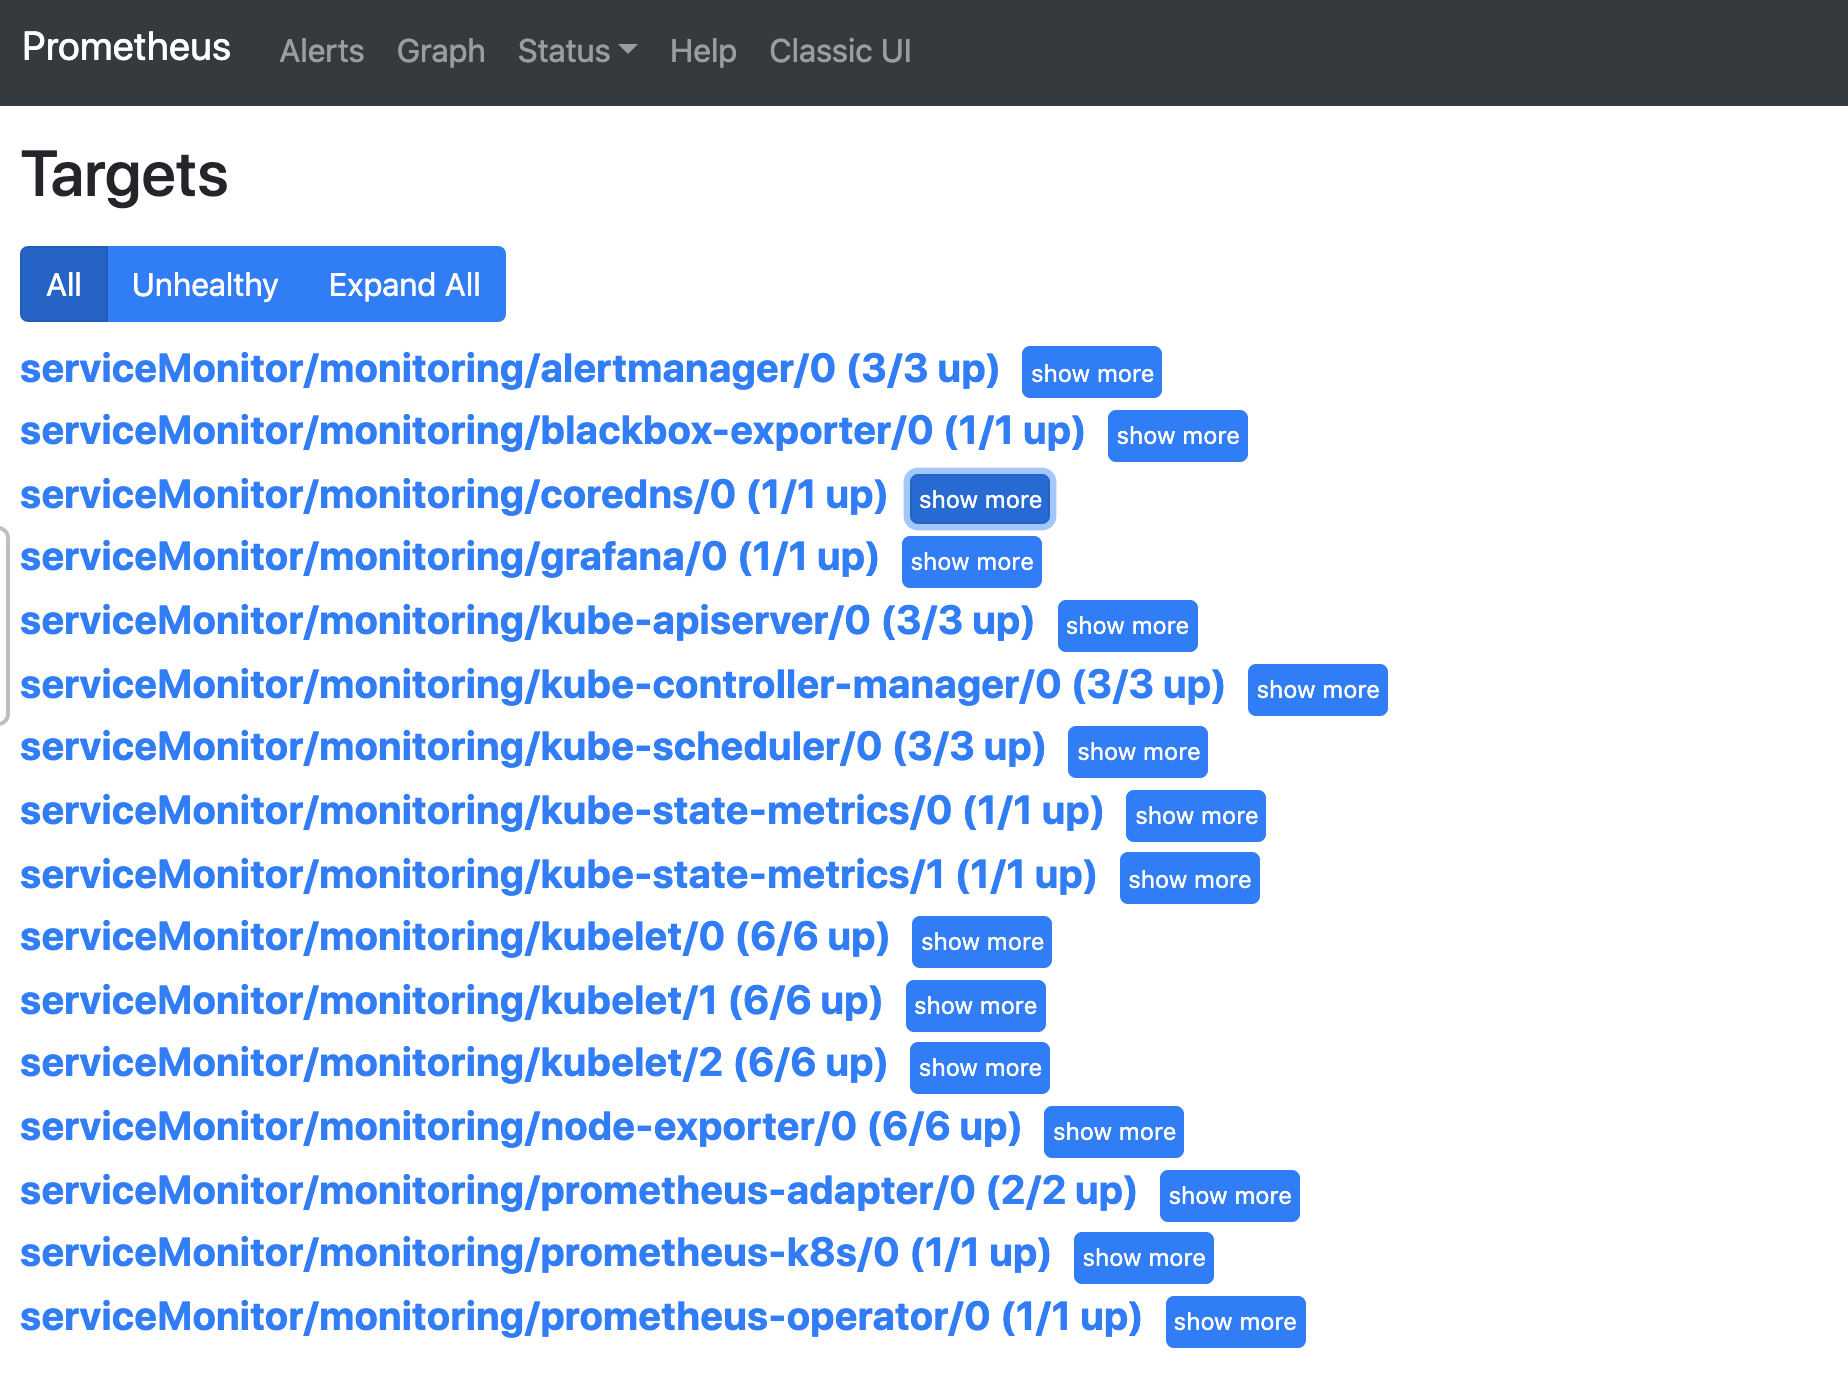 Prometheus Alerts Graph Status Help Classic UI
Targets
All Unhealthy Expand All
serviceMonitor/monitoring/alertmanager/0 (3/3 up) show more
serviceMonitor/monitoring/blackbox-exporter/0 (1/1 up) show more
serviceMonitor/monitoring/coredns/0 (1/1 up) show more
serviceMonitor/monitoring/grafana/0 (1/1 up) show more
serviceMonitor/monitoring/kube-apiserver/0 (3/3 up) show more
serviceMonitor/monitoring/kube-controller-manager/0 (3/3 up) show more
serviceMonitor/monitoring/kube-scheduler/0 (3/3 up) show more
serviceMonitor/monitoring/kube-state-metrics/0 (1/1 up) show more
serviceMonitor/monitoring/kube-state-metrics/1 (1/1 up) show more
serviceMonitor/monitoring/kubelet/0 (6/6 up) show more
serviceMonitor/monitoring/kubelet/1 (6/6 up) show more
serviceMonitor/monitoring/kubelet/2 (6/6 up) show more
serviceMonitor/monitoring/node-exporter/0 (6/6 up) show more
serviceMonitor/monitoring/prometheus-adapter/0 (2/2 up) show more
serviceMonitor/monitoring/prometheus-k8s/0 (1/1 up) show more
serviceMonitor/monitoring/prometheus-operator/0 (1/1 up) show more